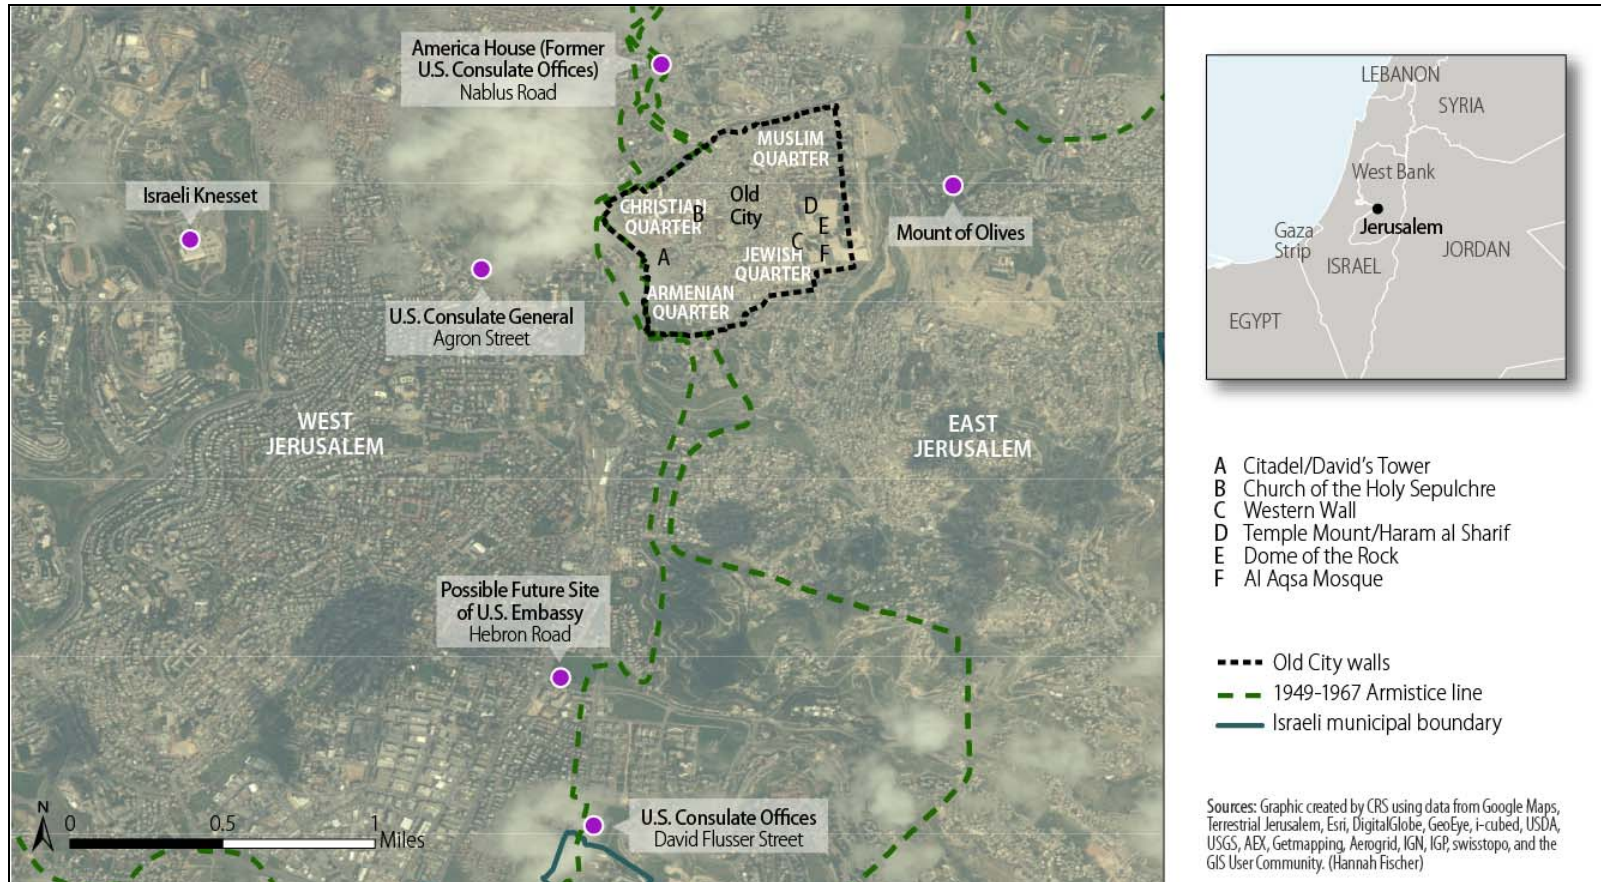 America House (Former
U.S. Consulate Offices)
Nablus Road
MUSLIM
QUARTER
Israeli Knesset
CHRISTIAN
QUARTER
B
Old
City
D
E
C
F
A
JEWISH
QUARTER
ARMENIAN
QUARTER
Mount of Olives
U.S. Consulate General
Agron Street
WEST
JERUSALEM
EAST
JERUSALEM
Possible Future Site
of U.S. Embassy
Hebron Road
U.S. Consulate Offices
David Flusser Street
N
0 0.5 1
Miles
LEBANON
SYRIA
West Bank
Jerusalem
Gaza
Strip
ISRAEL
JORDAN
EGYPT
A Citadel/David's Tower
B Church of the Holy Sepulchre
C Western Wall
D Temple Mount/Haram al Sharif
E Dome of the Rock
F Al Aqsa Mosque
Old City walls
1949-1967 Armistice line
Israeli municipal boundary
Sources: Graphic created by CRS using data from Google Maps,
Terrestrial Jerusalem, Esri, DigitalGlobe, GeoEye, i-cubed, USDA,
USGS, AEX, Getmapping, Aerogrid, IGN, IGP, swisstopo, and the
GIS User Community. (Hannah Fischer)